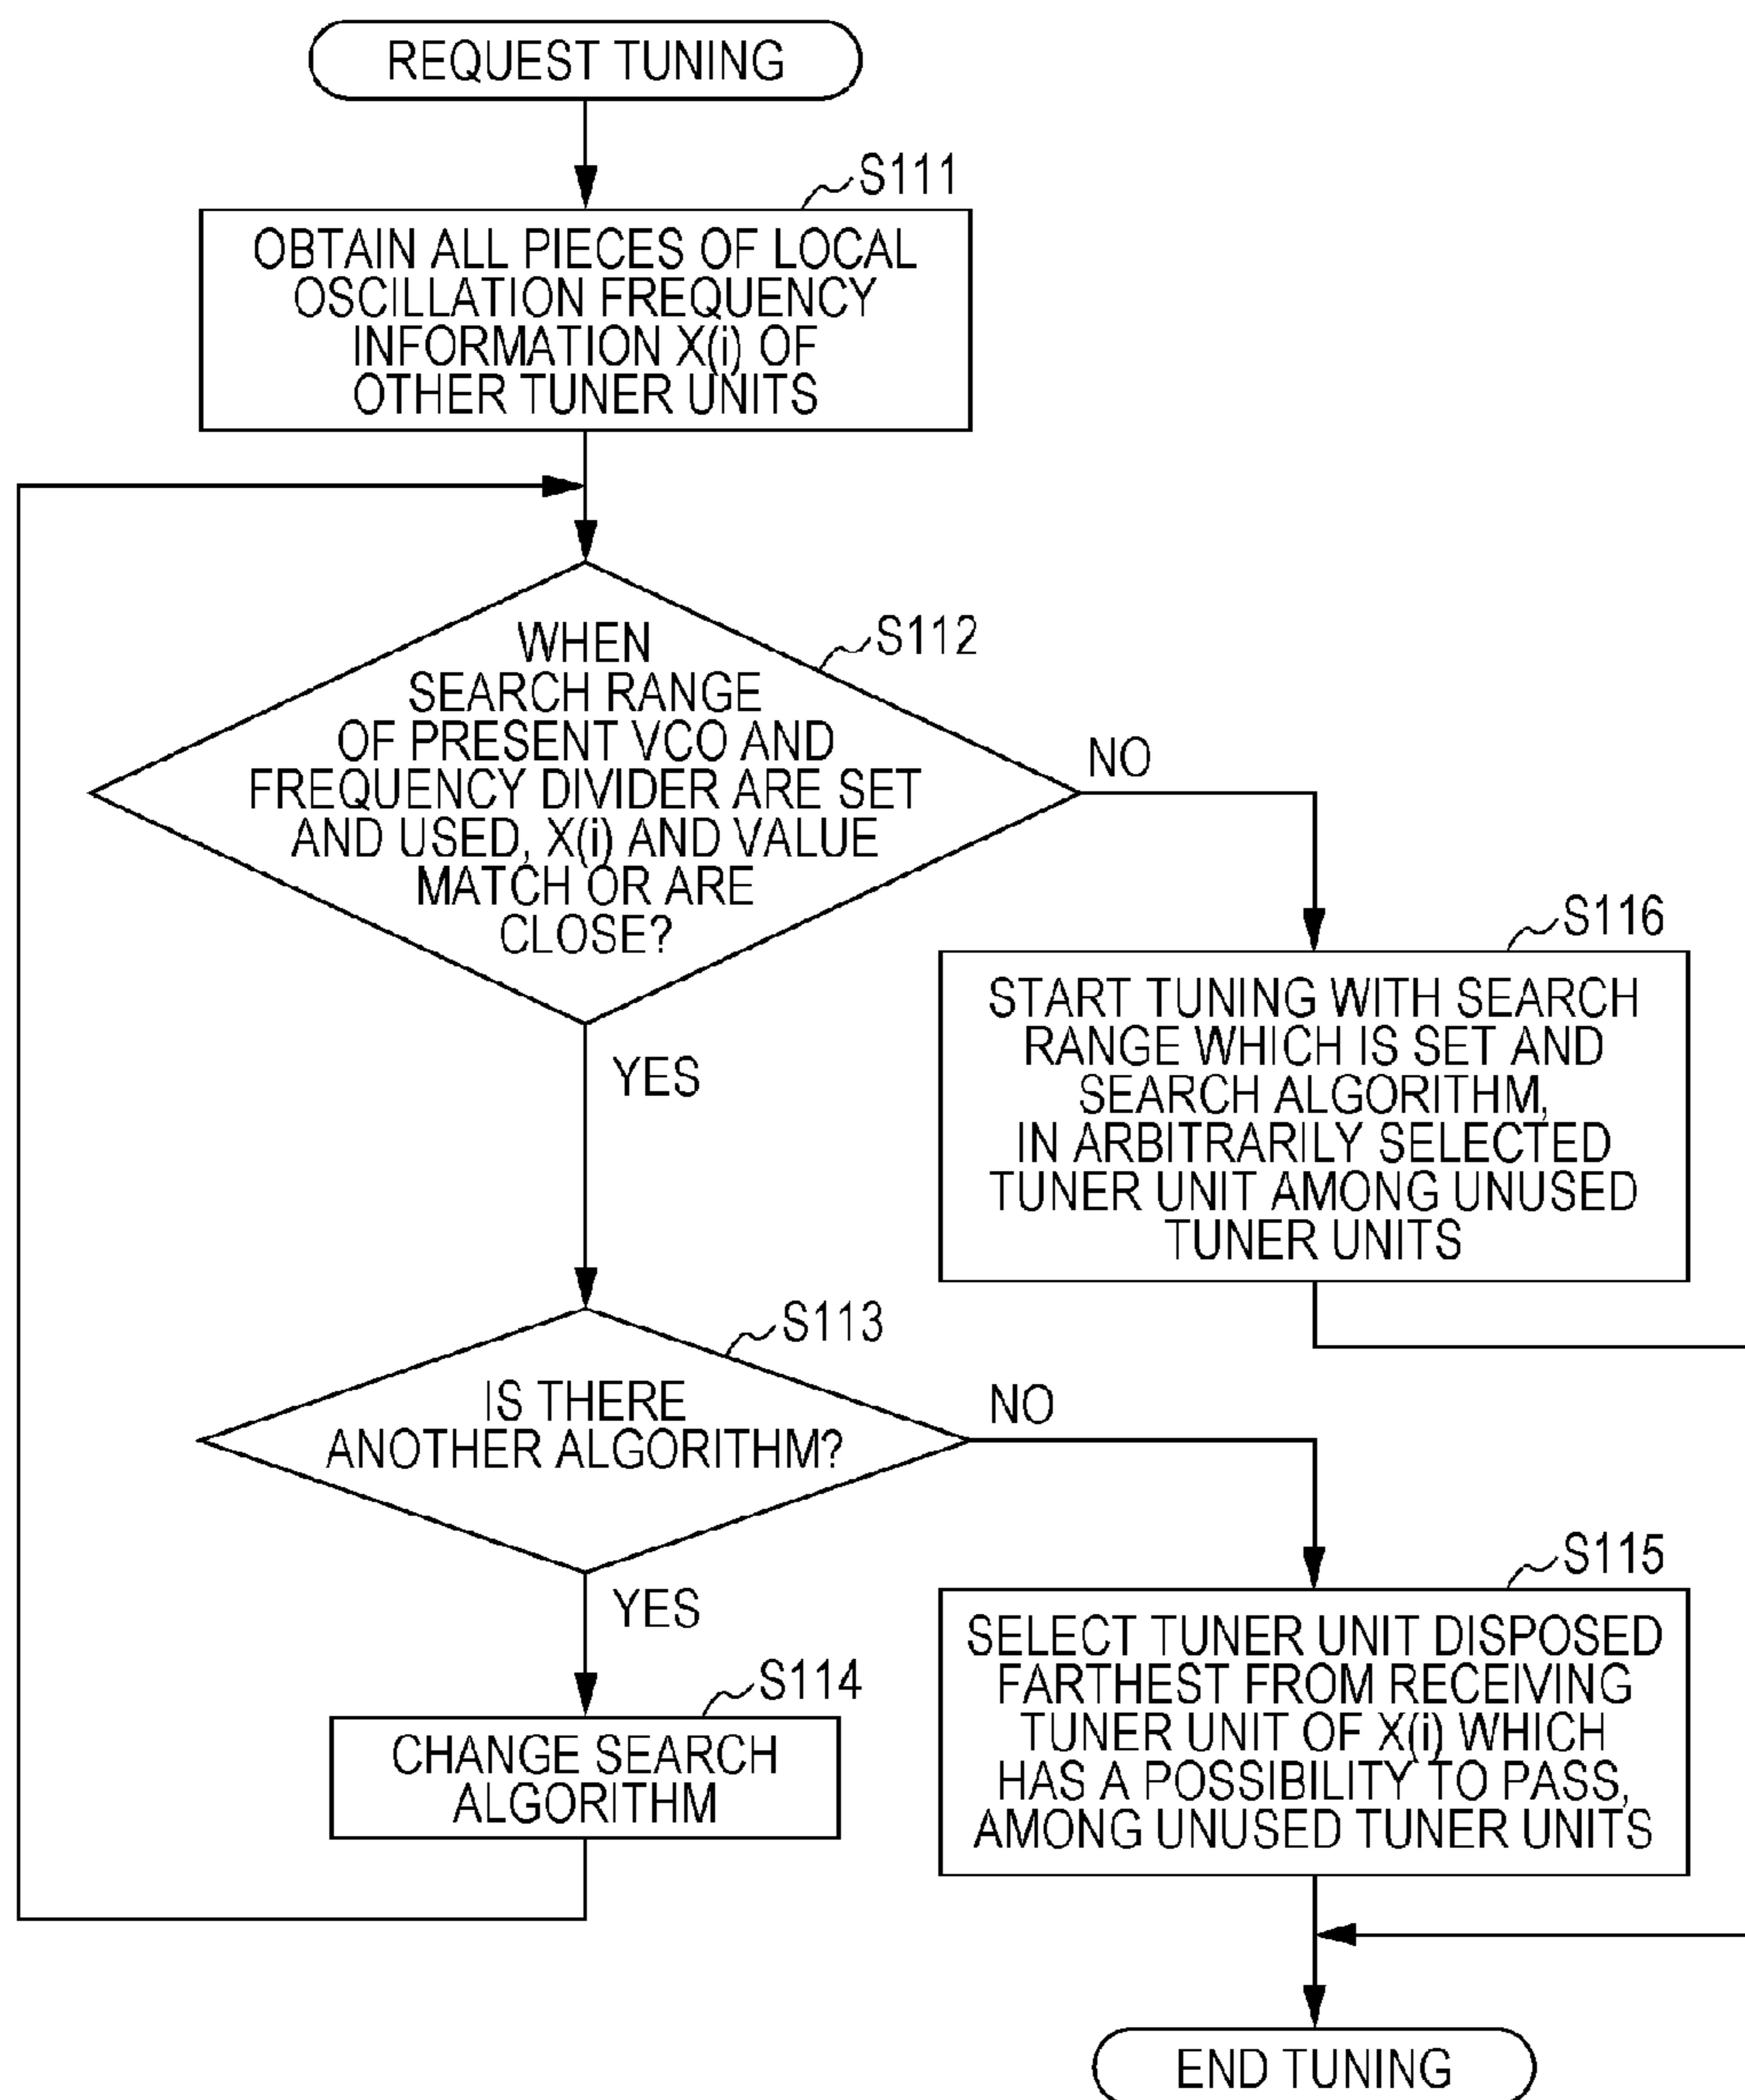 REQUEST TUNING
S111
OBTAIN ALL PIECES OF LOCAL
OSCILLATION FREQUENCY
INFORMATION X(i) OF
OTHER TUNER UNITS
S112
WHEN
SEARCH RANGE
OF PRESENT VCO AND
FREQUENCY DIVIDER ARE SET
AND USED, X(i) AND VALUE
MATCH OR ARE
CLOSE?
NO
YES
S116
START TUNING WITH SEARCH
RANGE WHICH IS SET AND
SEARCH ALGORITHM,
IN ARBITRARILY SELECTED
TUNER UNIT AMONG UNUSED
TUNER UNITS
S113
IS THERE
ANOTHER ALGORITHM?
NO
YES
S114
CHANGE SEARCH
ALGORITHM
S115
SELECT TUNER UNIT DISPOSED
FARTHEST FROM RECEIVING
TUNER UNIT OF X(i) WHICH
HAS A POSSIBILITY TO PASS,
AMONG UNUSED TUNER UNITS
END TUNING